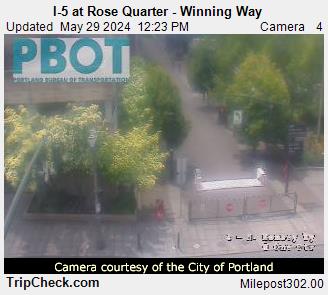 I-5 at Rose Quarter - Winning Way
Updated May 29 2024 12:23 PM Camera 4
PBOT
PORTLAND BUREAU OF TRANSPORTATION
Camera courtesy of the City of Portland
TripCheck.com Milepost302.00